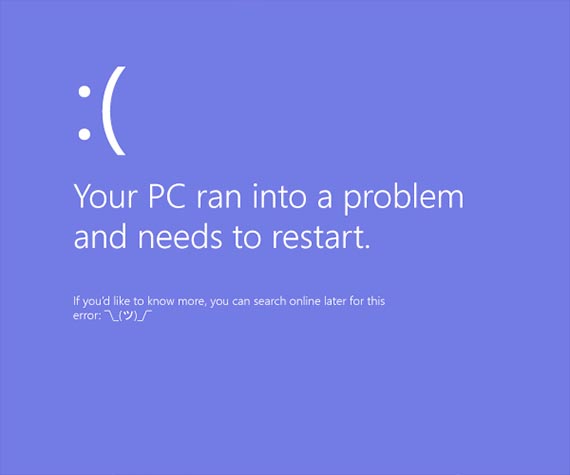 :(
Your PC ran into a problem
and needs to restart.
If you'd like to know more, you can search online later for this
error: ¯\_(ツ)_/¯